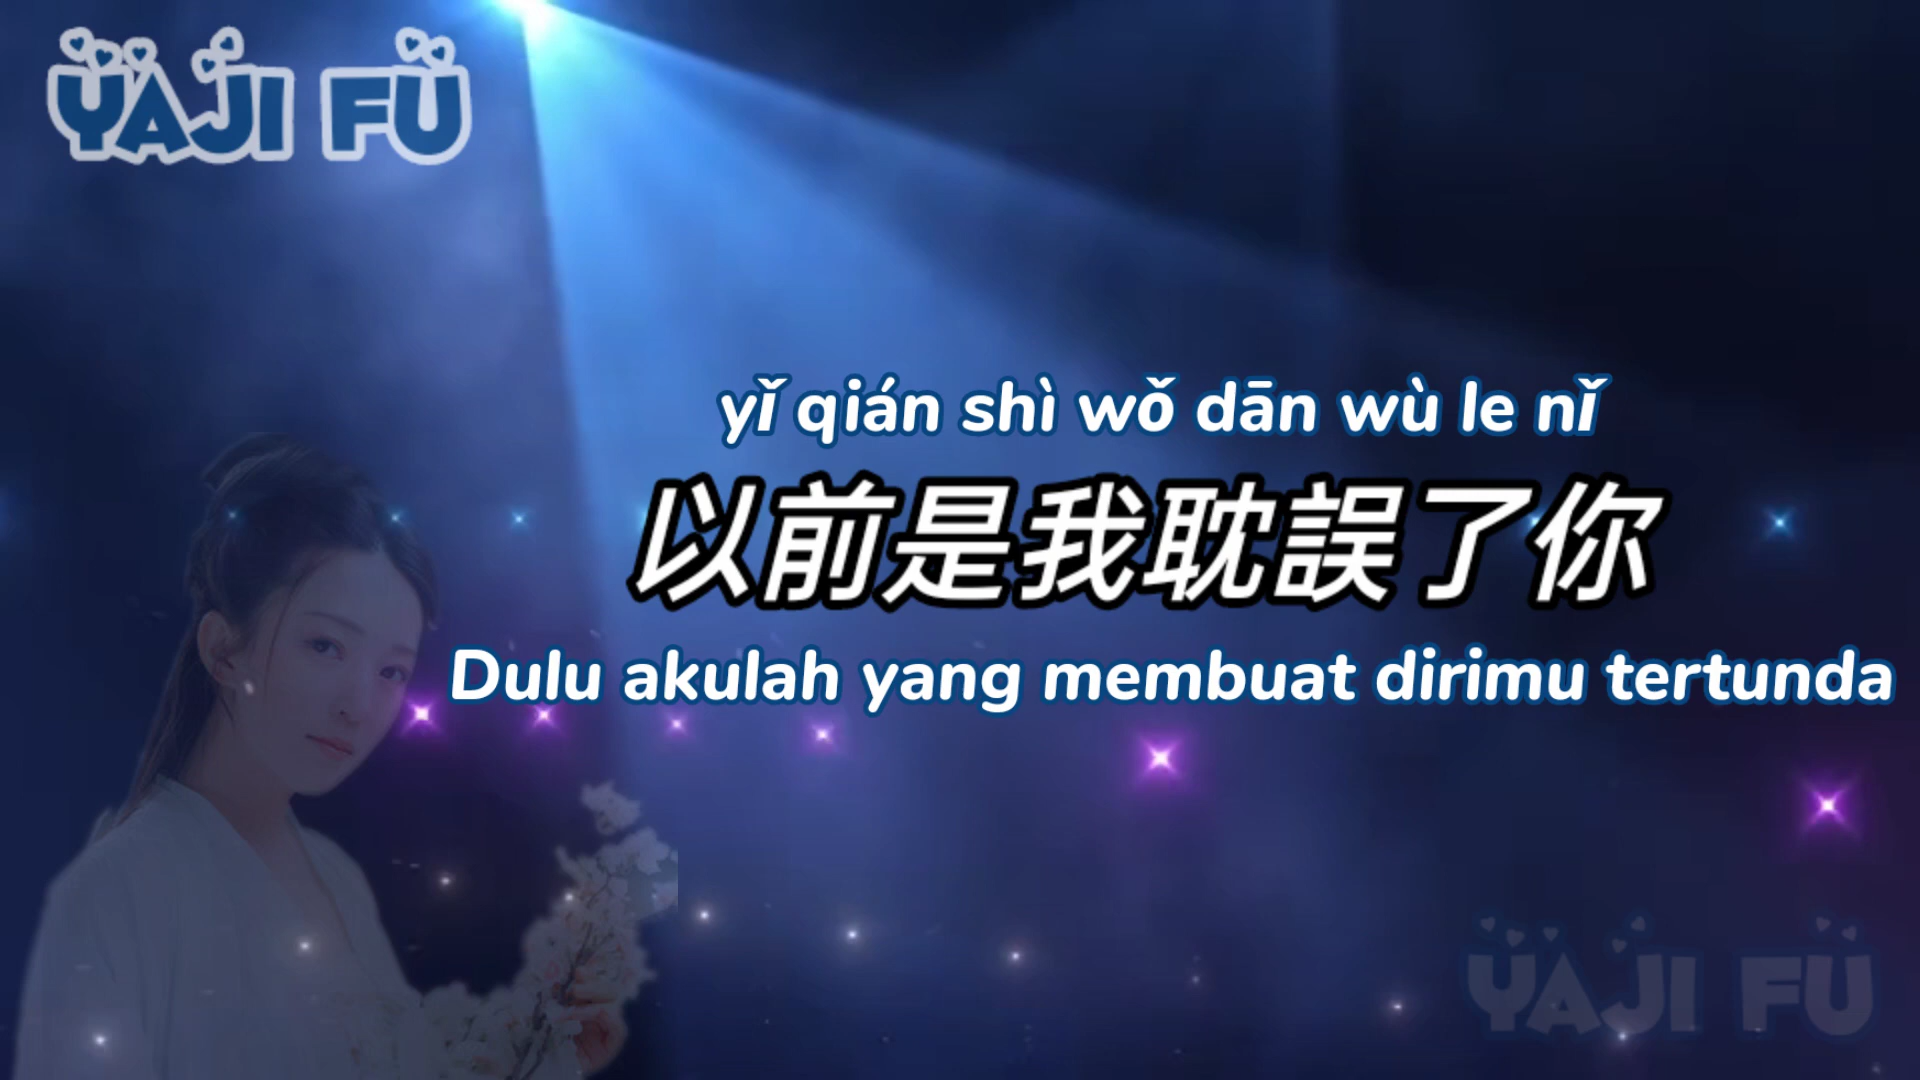 YAJI FU
yǐ qián shì wǒ dān wù le nǐ
以前是我耽誤了你
Dulu akulah yang membuat dirimu tertunda
YAJI FU